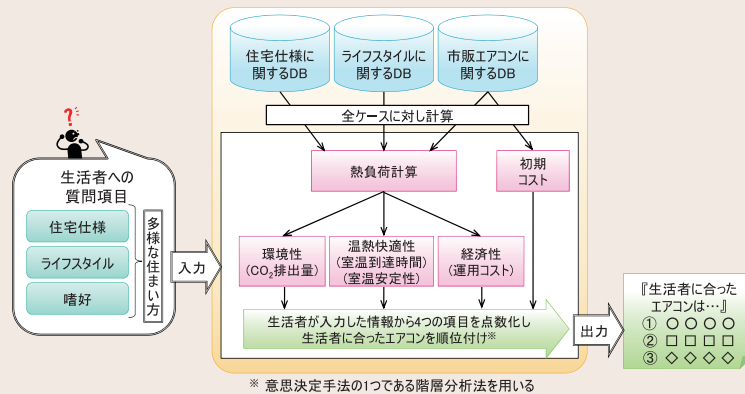 住宅仕様に
関するDB
ライフスタイルに
関するDB
市販エアコンに
関するDB
全ケースに対し計算
?
生活者への
質問項目
住宅仕様
ライフスタイル
嗜好
多様な住まい方
入力
熱負荷計算
初期
コスト
環境性
(CO2排出量)
温熱快適性
(室温到達時間)
(室温安定性)
経済性
(運用コスト)
生活者が入力した情報から4つの項目を点数化し
生活者に合ったエアコンを順位付け※
出力
『生活者に合った
エアコンは…』
① ○ ○ ○ ○
② □ □ □ □
③ ◇ ◇ ◇ ◇
※ 意思決定手法の1つである階層分析法を用いる